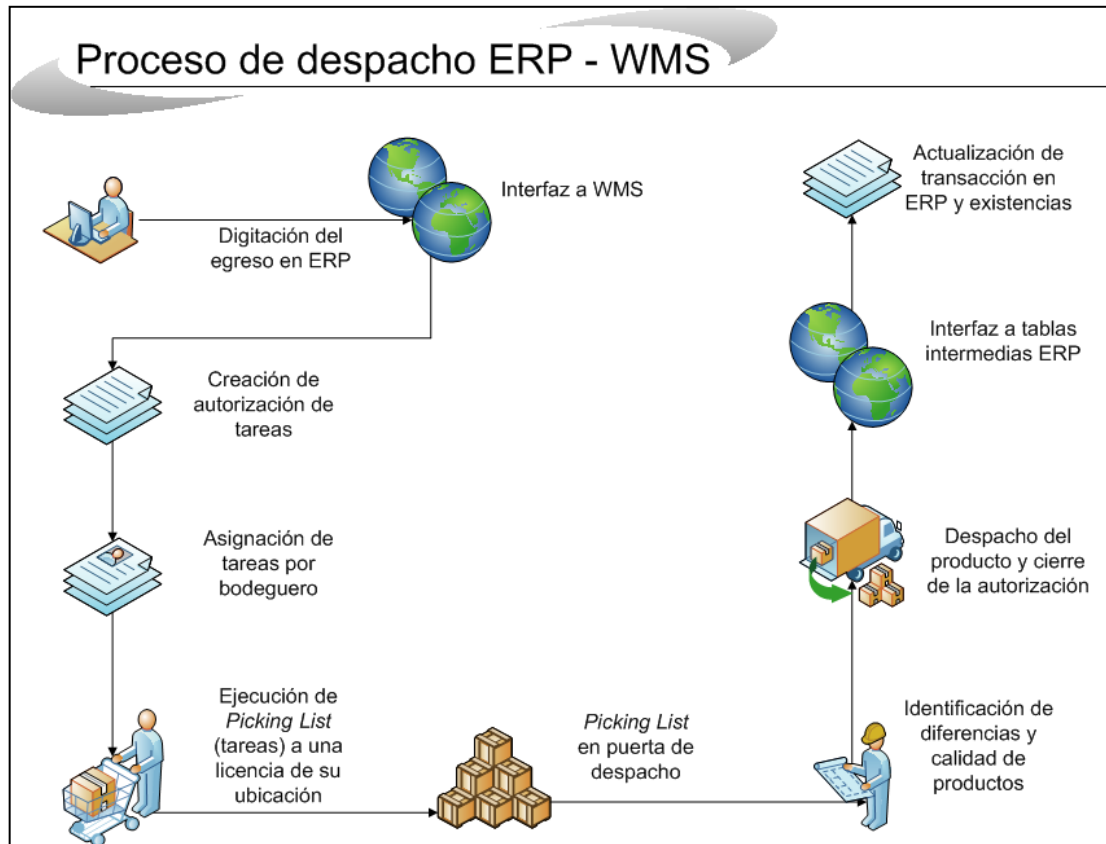 Proceso de despacho ERP - WMS
Digitación del
egreso en ERP
Interfaz a WMS
Creación de
autorización de
tareas
Asignación de
tareas por
bodeguero
Ejecución de
Picking List
(tareas) a una
licencia de su
ubicación
Picking List
en puerta de
despacho
Identificación de
diferencias y
calidad de
productos
Despacho del
producto y cierre
de la autorización
Interfaz a tablas
intermedias ERP
Actualización de
transacción en
ERP y existencias